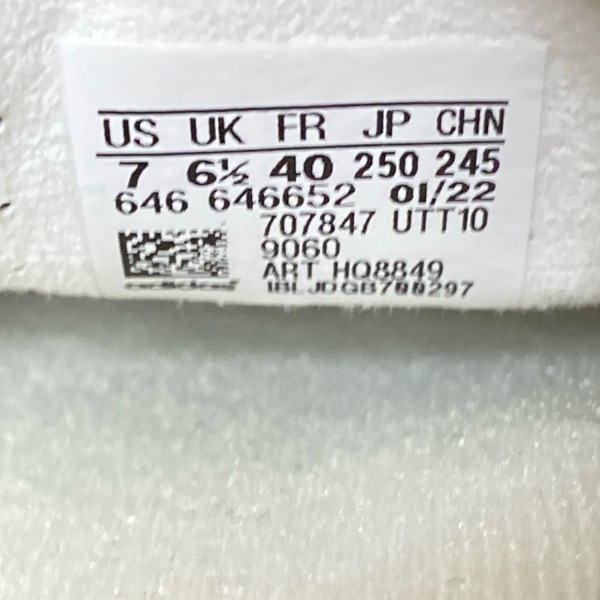 US UK FR JP CHN
7 6½ 40 250 245
646 646652 01/22
707847 UTT10
9060
ART HQ8849